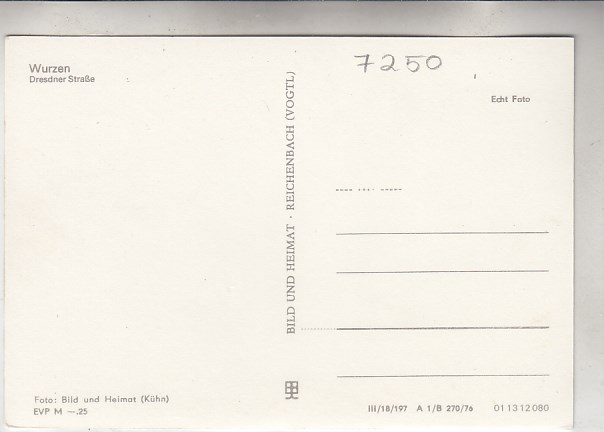 Wurzen
Dresdner Straße
7250
Echt Foto
BILD UND HEIMAT · REICHENBACH (VOGTL)
Foto: Bild und Heimat (Kühn)
EVP M —.25
III/18/197 A 1/B 270/76 01 13 12 080